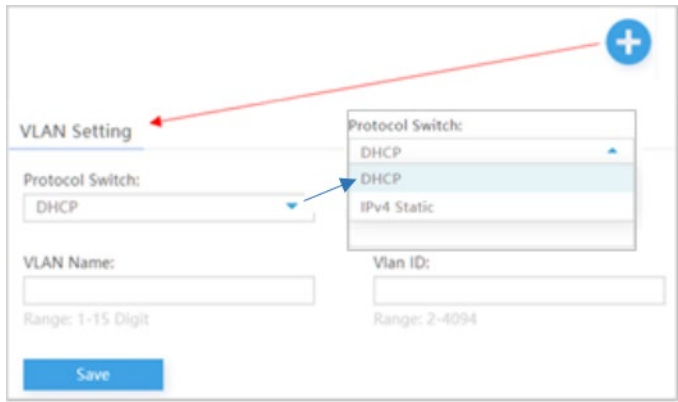 VLAN Setting
Protocol Switch:
DHCP
Protocol Switch:
DHCP
DHCP
IPv4 Static
VLAN Name:
Vlan ID:
Range: 1-15 Digit
Range: 2-4094
Save